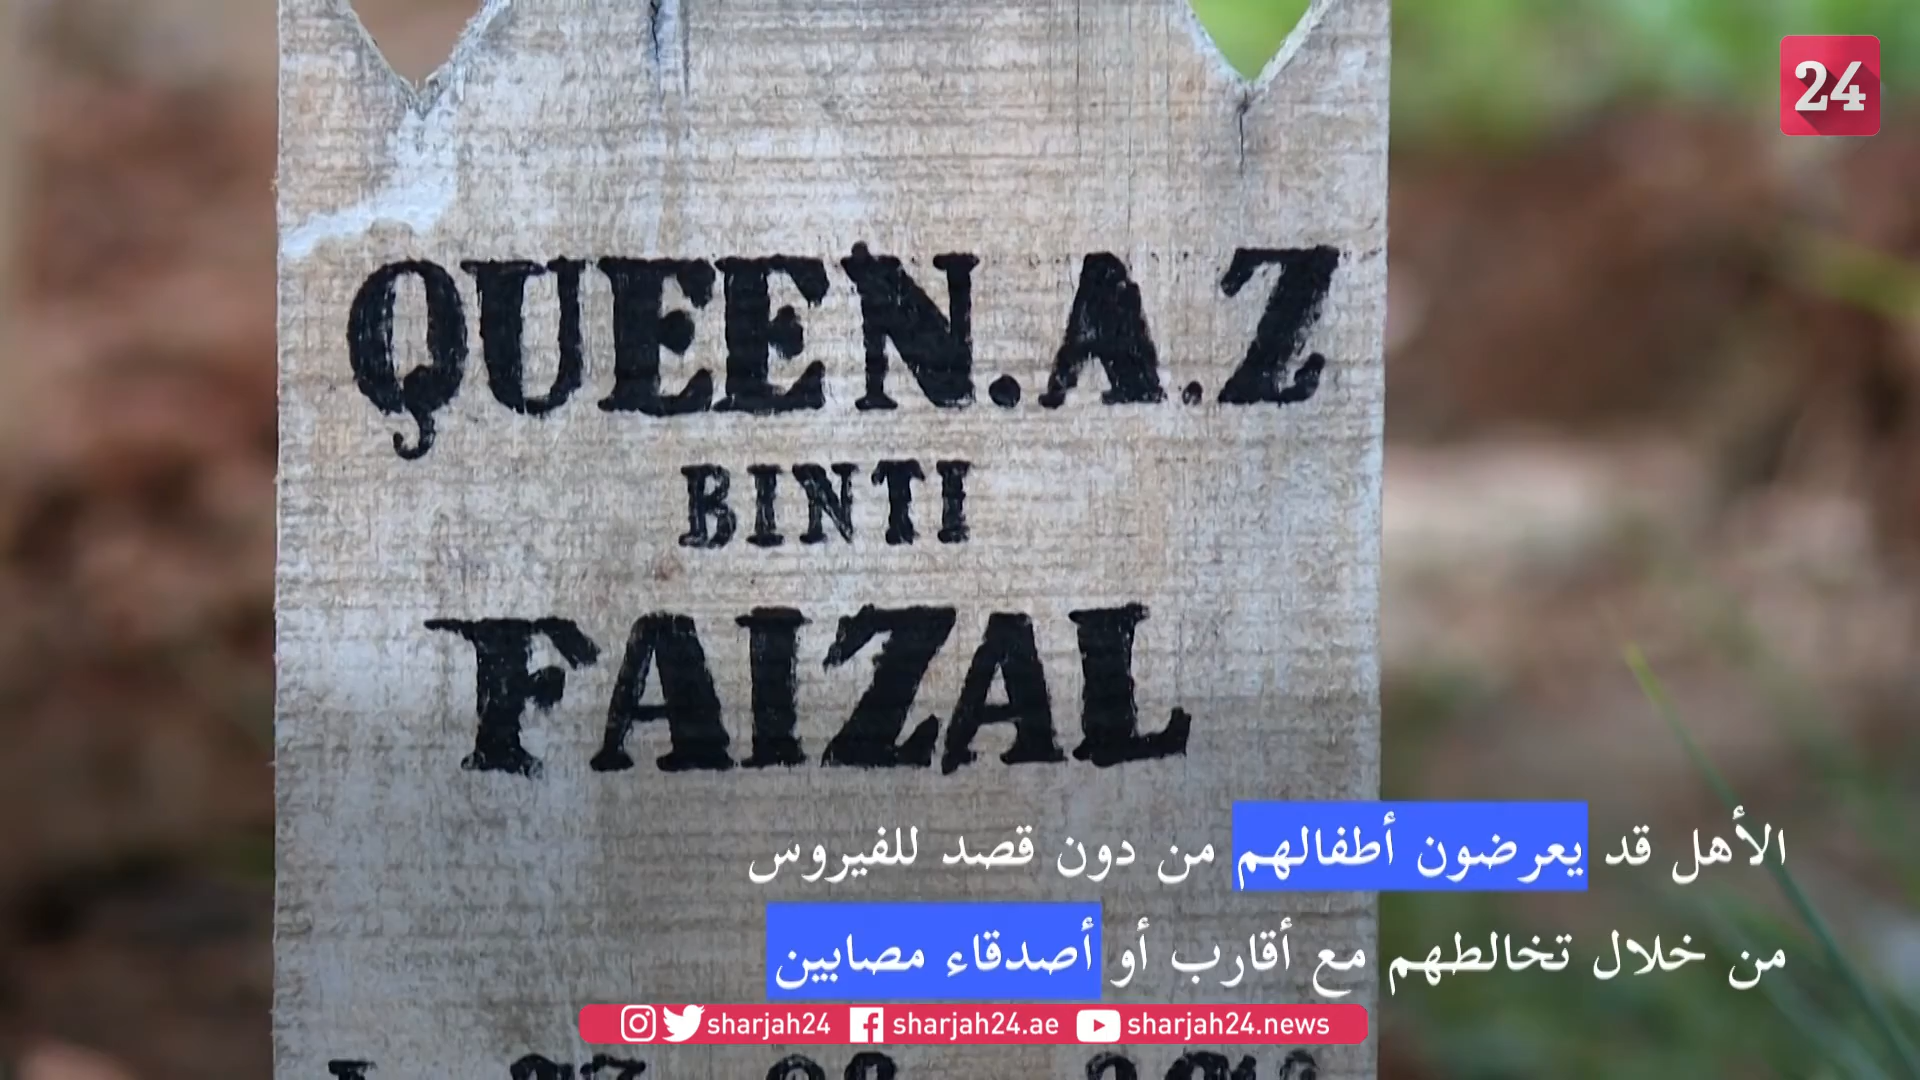 24
QUEEN.A.Z
BINTI
FAIZAL
الأهل قد يعرضون أطفالهم من دون قصد للفيروس
من خلال تخالطهم مع أقارب أو أصدقاء مصابين
sharjah24 sharjah24.ae sharjah24.news